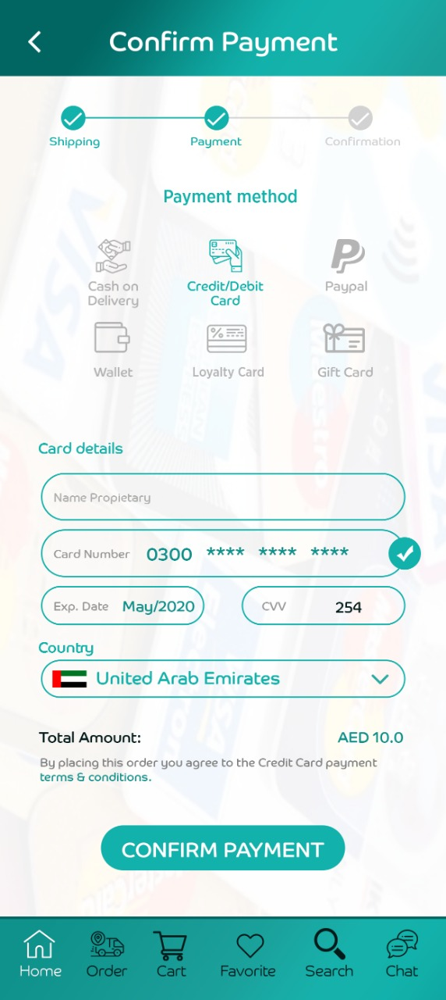 Confirm Payment
Shipping
Payment
Confirmation
Payment method
Cash on
Delivery
Credit/Debit
Card
Paypal
Wallet
Loyalty Card
Gift Card
Card details
Name Propietary
Card Number 0300 **** **** ****
Exp. Date May/2020
CVV 254
Country
United Arab Emirates
Total Amount: AED 10.0
By placing this order you agree to the Credit Card payment
terms & conditions.
CONFIRM PAYMENT
Home
Order
Cart
Favorite
Search
Chat